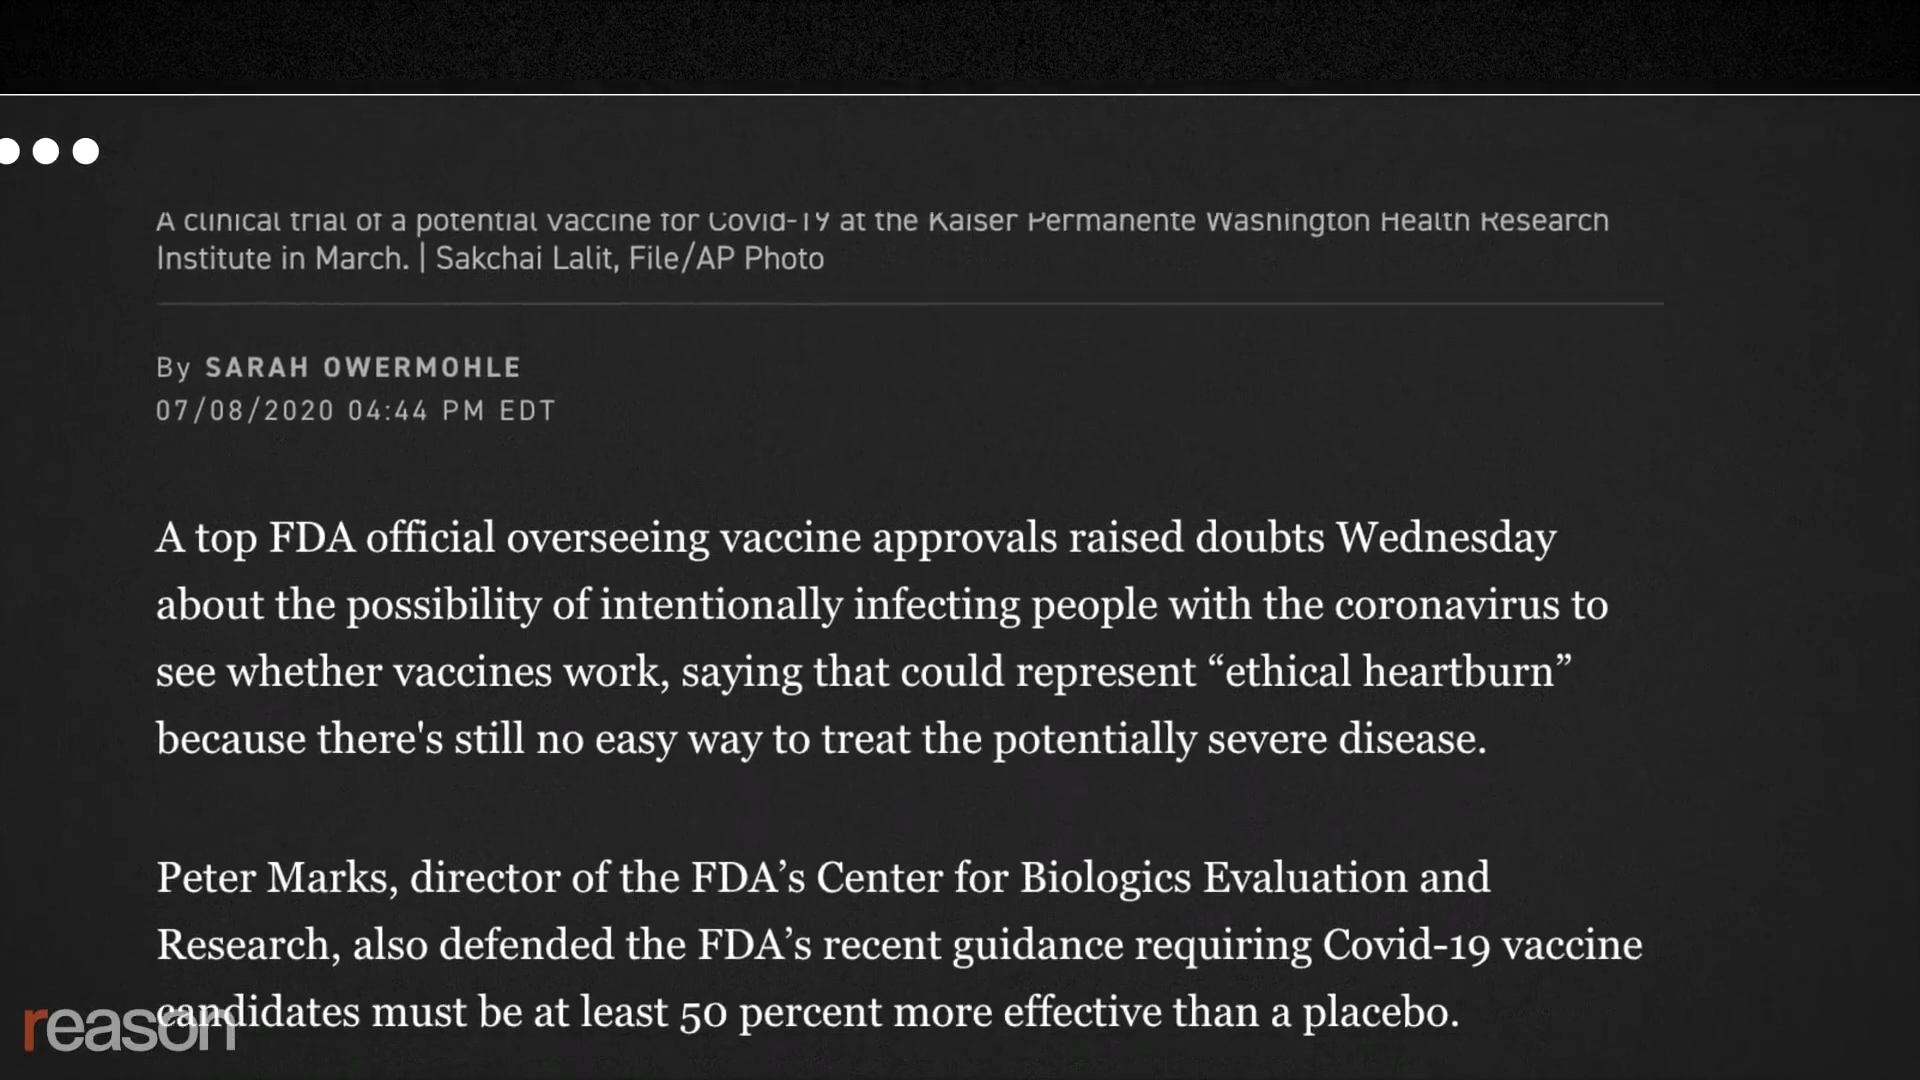 A clinical trial of a potential vaccine for Covid-19 at the Kaiser Permanente Washington Health Research
Institute in March. | Sakchai Lalit, File/AP Photo
By SARAH OWERMOHLE
07/08/2020 04:44 PM EDT
A top FDA official overseeing vaccine approvals raised doubts Wednesday
about the possibility of intentionally infecting people with the coronavirus to
see whether vaccines work, saying that could represent “ethical heartburn”
because there's still no easy way to treat the potentially severe disease.
Peter Marks, director of the FDA’s Center for Biologics Evaluation and
Research, also defended the FDA’s recent guidance requiring Covid-19 vaccine
candidates must be at least 50 percent more effective than a placebo.
reason